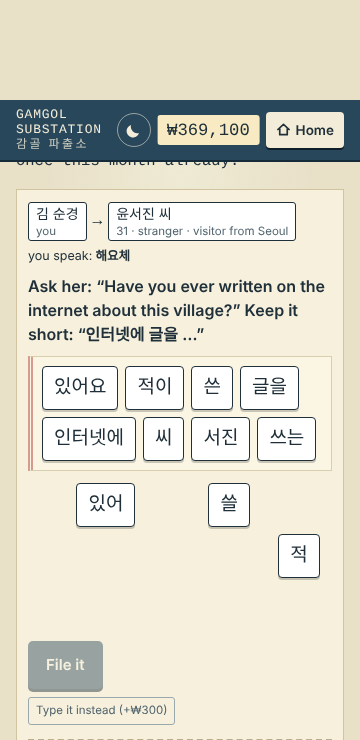 GAMGOL
SUBSTATION
감골 파출소
₩369,100
Home
once this month already.
김 순경
you
→
윤서진 씨
31 · stranger · visitor from Seoul
you speak: 해요체
Ask her: “Have you ever written on the
internet about this village?” Keep it
short: “인터넷에 글을 …”
있어요 적이 쓴 글을
인터넷에 씨 서진 쓰는
있어 쓸
적
File it
Type it instead (+₩300)